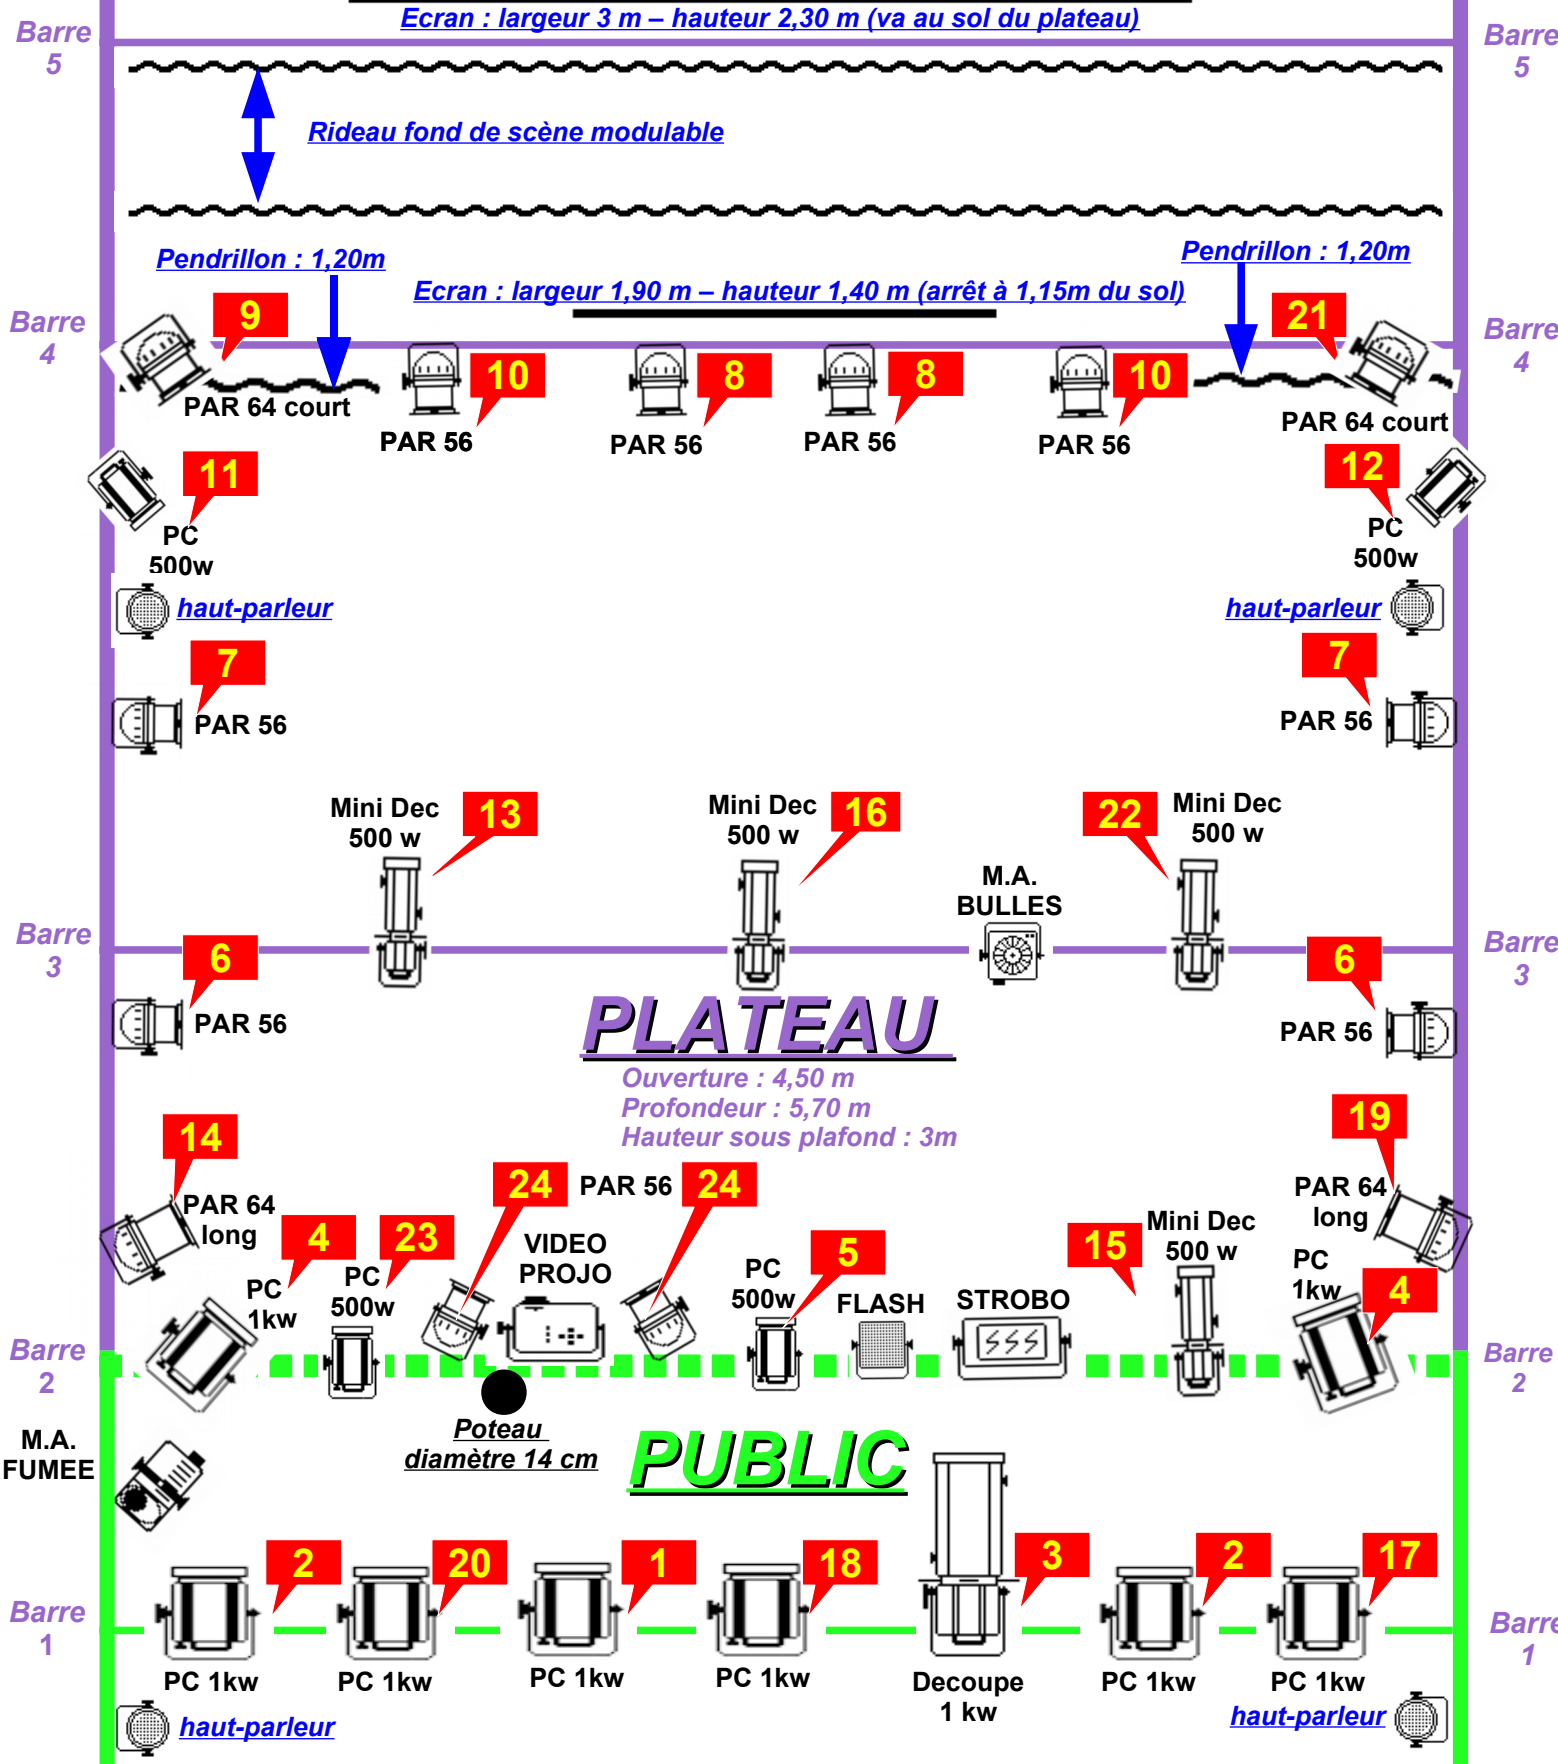 Ecran : largeur 3 m – hauteur 2,30 m (va au sol du plateau)
Barre
5
Barre
5
Rideau fond de scène modulable
Pendrillon : 1,20m
Pendrillon : 1,20m
Ecran : largeur 1,90 m – hauteur 1,40 m (arrêt à 1,15m du sol)
Barre
4
Barre
4
9
21
10
8
8
10
PAR 64 court
PAR 56
PAR 56
PAR 56
PAR 56
PAR 64 court
11
12
PC
500w
PC
500w
haut-parleur
haut-parleur
7
7
PAR 56
PAR 56
Mini Dec
500 w
13
Mini Dec
500 w
16
22
Mini Dec
500 w
M.A.
BULLES
Barre
3
Barre
3
6
6
PAR 56
PAR 56
PLATEAU
Ouverture : 4,50 m
Profondeur : 5,70 m
Hauteur sous plafond : 3m
14
19
PAR 64
long
PAR 64
long
24
PAR 56
24
4
23
PC
1kw
PC
500w
VIDEO
PROJO
PC
500w
5
FLASH
STROBO
15
Mini Dec
500 w
PC
1kw
4
Barre
2
Barre
2
Poteau
diamètre 14 cm
PUBLIC
M.A.
FUMEE
2
20
1
18
3
2
17
Barre
1
Barre
1
PC 1kw
PC 1kw
PC 1kw
PC 1kw
Decoupe
1 kw
PC 1kw
PC 1kw
haut-parleur
haut-parleur